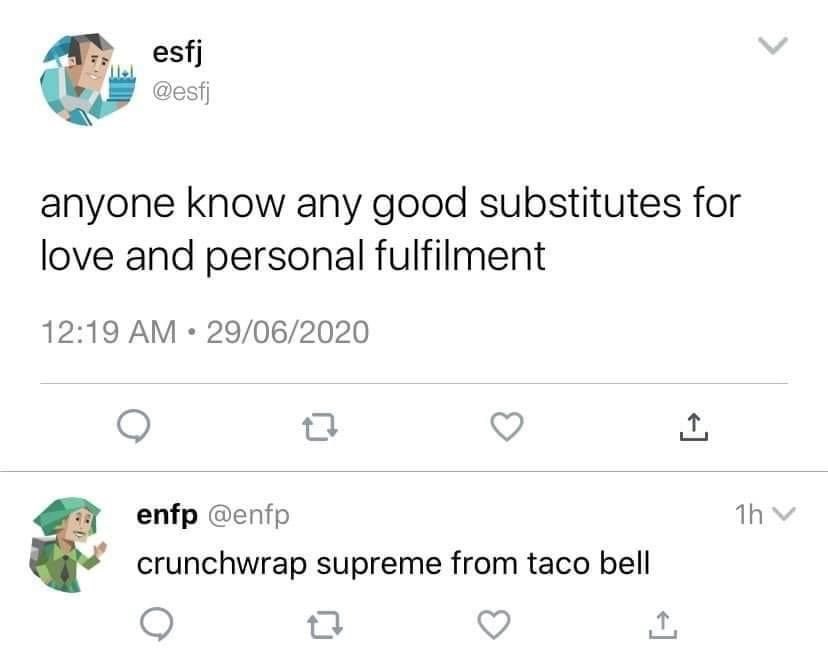 esfj
@esfj
anyone know any good substitutes for
love and personal fulfilment
12:19 AM • 29/06/2020
enfp @enfp 1h
crunchwrap supreme from taco bell